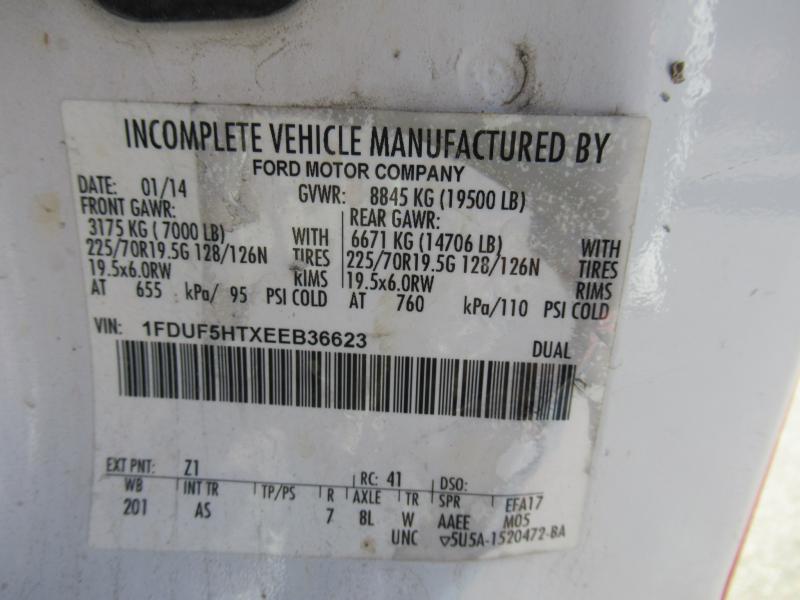 INCOMPLETE VEHICLE MANUFACTURED BY
FORD MOTOR COMPANY
DATE: 01/14 GVWR: 8845 KG (19500 LB)
FRONT GAWR: REAR GAWR:
3175 KG ( 7000 LB) WITH 6671 KG (14706 LB) WITH
225/70R19.5G 128/126N TIRES 225/70R19.5G 128/126N TIRES
19.5x6.0RW RIMS 19.5x6.0RW RIMS
AT 655 kPa/ 95 PSI COLD AT 760 kPa/110 PSI COLD
VIN: 1FDUF5HTXEEB36623 DUAL
EXT PNT: Z1 RC: 41 DSO:
WB INT TR TP/PS R AXLE TR SPR EFA17
201 AS 7 8L W AAEE M05
UNC ▽5U5A-1520472-BA